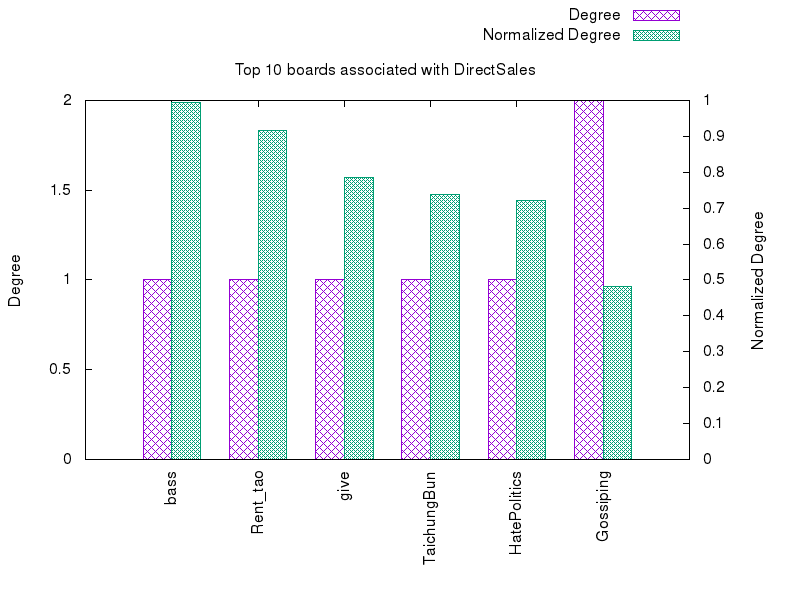 Degree
Normalized Degree
Top 10 boards associated with DirectSales
2
1.5
1
0.5
0
Degree
1
0.9
0.8
0.7
0.6
0.5
0.4
0.3
0.2
0.1
0
Normalized Degree
bass
Rent_tao
give
TaichungBun
HatePolitics
Gossiping